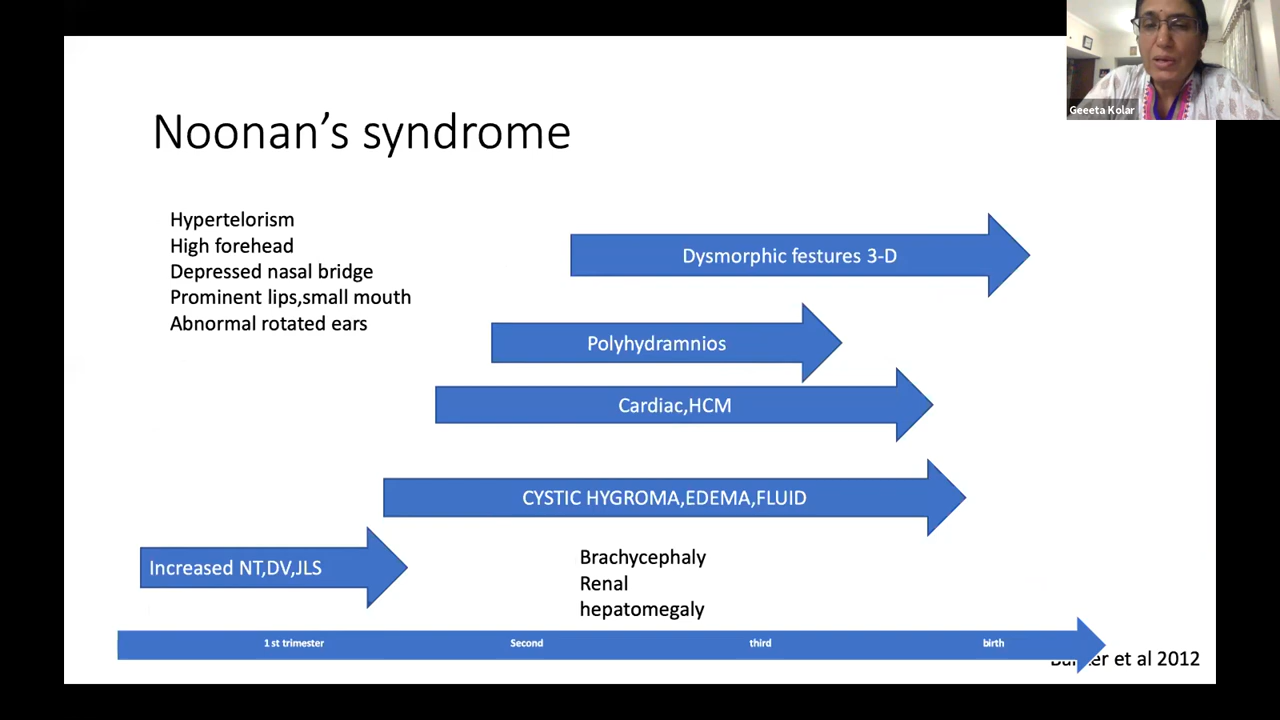 Geeeta Kolar
Noonan’s syndrome
Hypertelorism
High forehead
Depressed nasal bridge
Prominent lips,small mouth
Abnormal rotated ears
Dysmorphic festures 3-D
Polyhydramnios
Cardiac,HCM
CYSTIC HYGROMA,EDEMA,FLUID
Increased NT,DV,JLS
Brachycephaly
Renal
hepatomegaly
1 st trimester
Second
third
birth
et al 2012